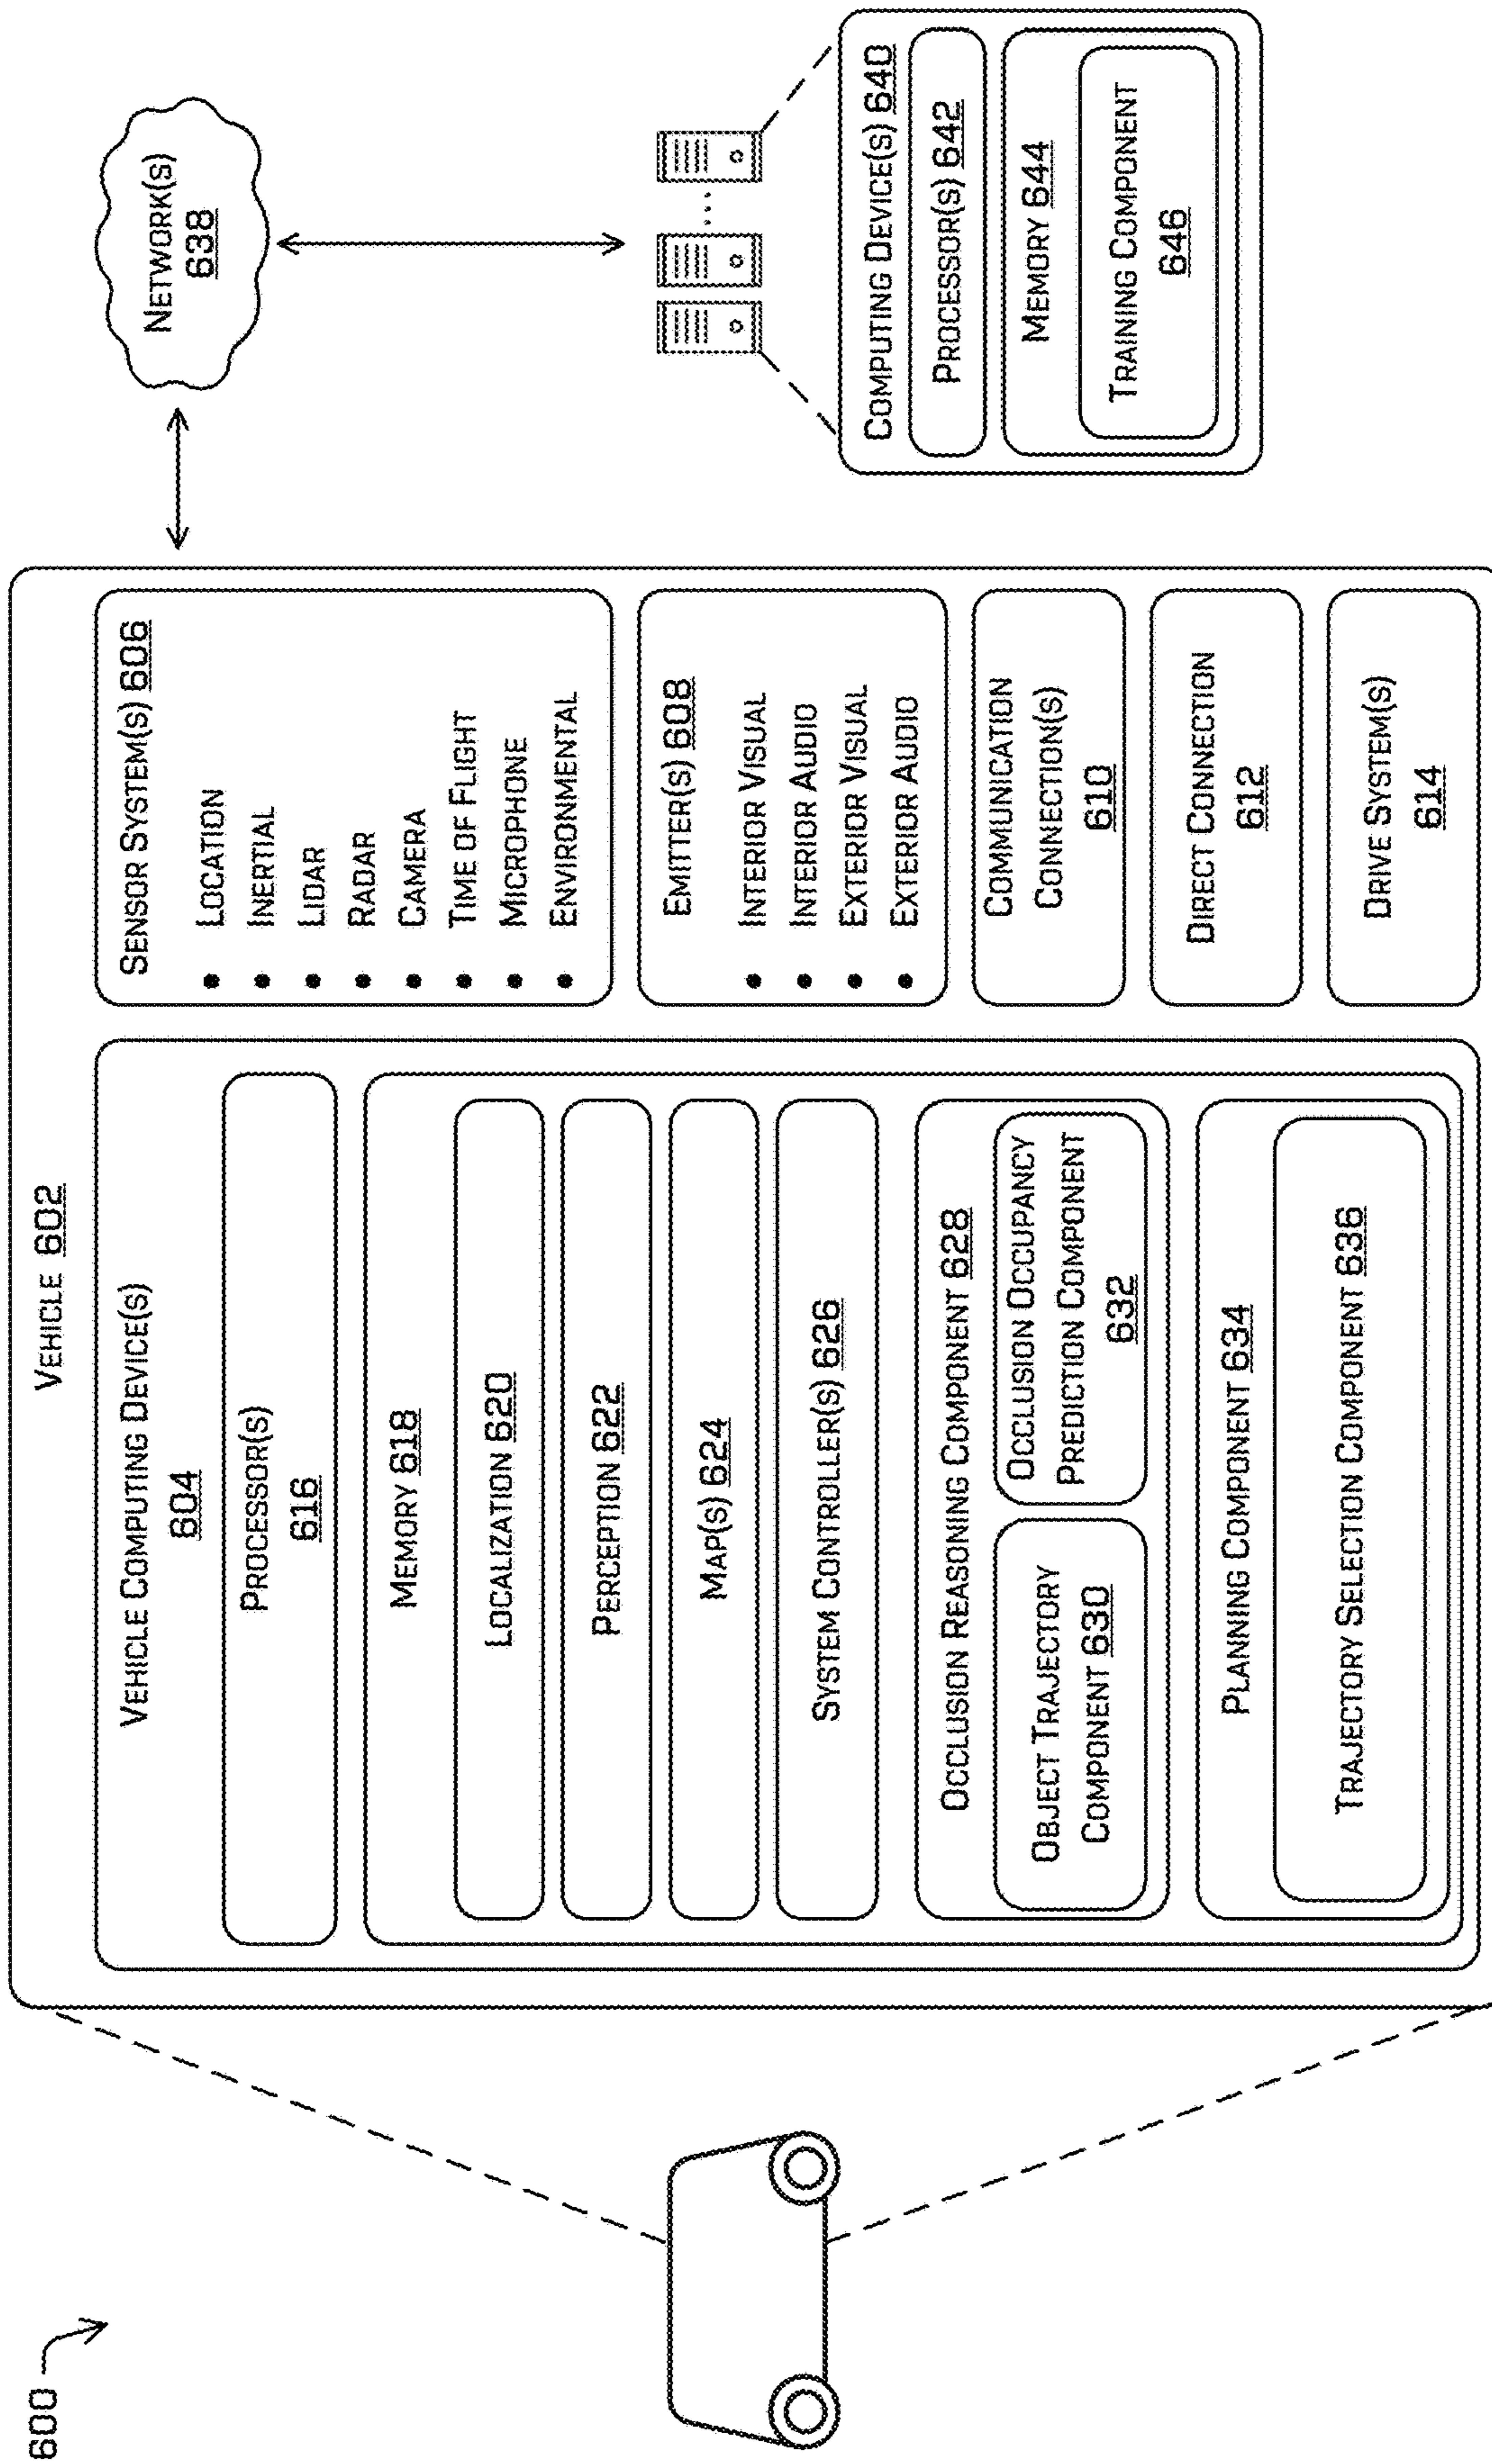 600
VEHICLE 602
VEHICLE COMPUTING DEVICE(S)
604
PROCESSOR(S)
616
MEMORY 618
LOCALIZATION 620
PERCEPTION 622
MAP(S) 624
SYSTEM CONTROLLER(S) 626
OCCLUSION REASONING COMPONENT 628
OBJECT TRAJECTORY
COMPONENT 630
OCCLUSION OCCUPANCY
PREDICTION COMPONENT
632
PLANNING COMPONENT 634
TRAJECTORY SELECTION COMPONENT 636
SENSOR SYSTEM(S) 606
• LOCATION
• INERTIAL
• LIDAR
• RADAR
• CAMERA
• TIME OF FLIGHT
• MICROPHONE
• ENVIRONMENTAL
EMITTER(S) 608
• INTERIOR VISUAL
• INTERIOR AUDIO
• EXTERIOR VISUAL
• EXTERIOR AUDIO
COMMUNICATION
CONNECTION(S)
610
DIRECT CONNECTION
612
DRIVE SYSTEM(S)
614
NETWORK(S)
638
COMPUTING DEVICE(S) 640
PROCESSOR(S) 642
MEMORY 644
TRAINING COMPONENT
646